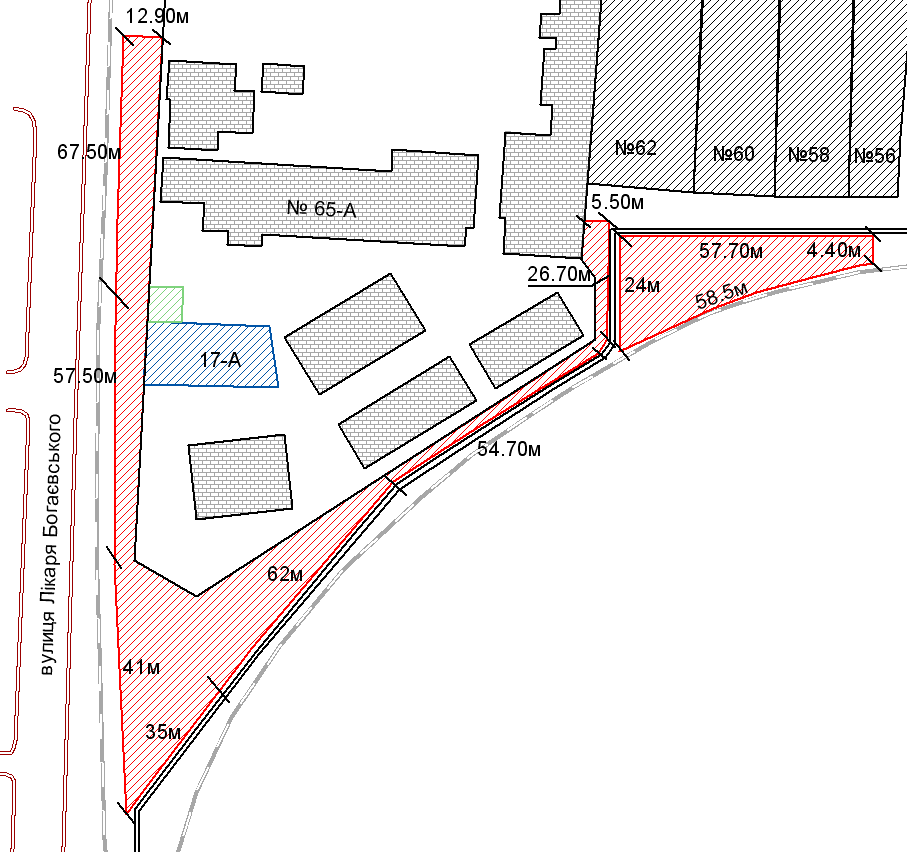 12.90м
67.50м
№62
№60
№58
№56
№ 65-А
5.50м
57.70м
4.40м
26.70м
24м
58.5м
17-А
57.50м
54.70м
вулиця Лікаря Богаєвського
62м
41м
35м